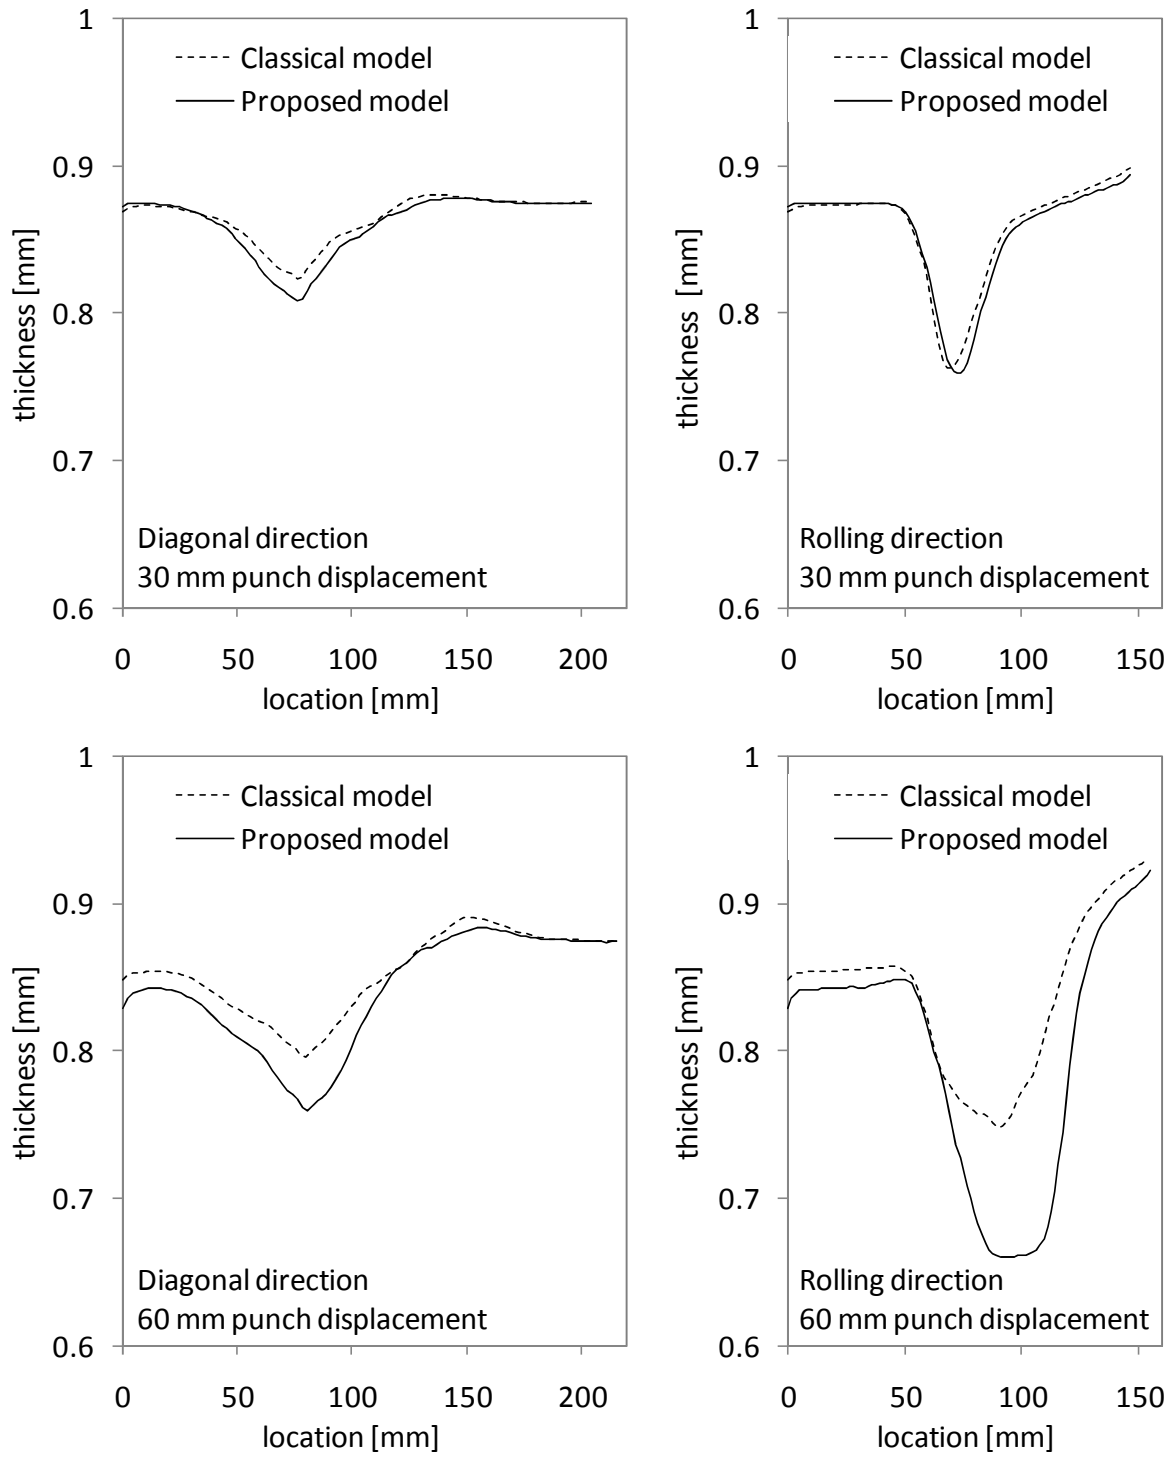 1
0.9
0.8
0.7
0.6
thickness [mm]
Classical model
Proposed model
Diagonal direction
30 mm punch displacement
0
50
100
150
200
location [mm]
1
0.9
0.8
0.7
0.6
thickness [mm]
Classical model
Proposed model
Rolling direction
30 mm punch displacement
0
50
100
150
location [mm]
1
0.9
0.8
0.7
0.6
thickness [mm]
Classical model
Proposed model
Diagonal direction
60 mm punch displacement
0
50
100
150
200
location [mm]
1
0.9
0.8
0.7
0.6
thickness [mm]
Classical model
Proposed model
Rolling direction
60 mm punch displacement
0
50
100
150
location [mm]